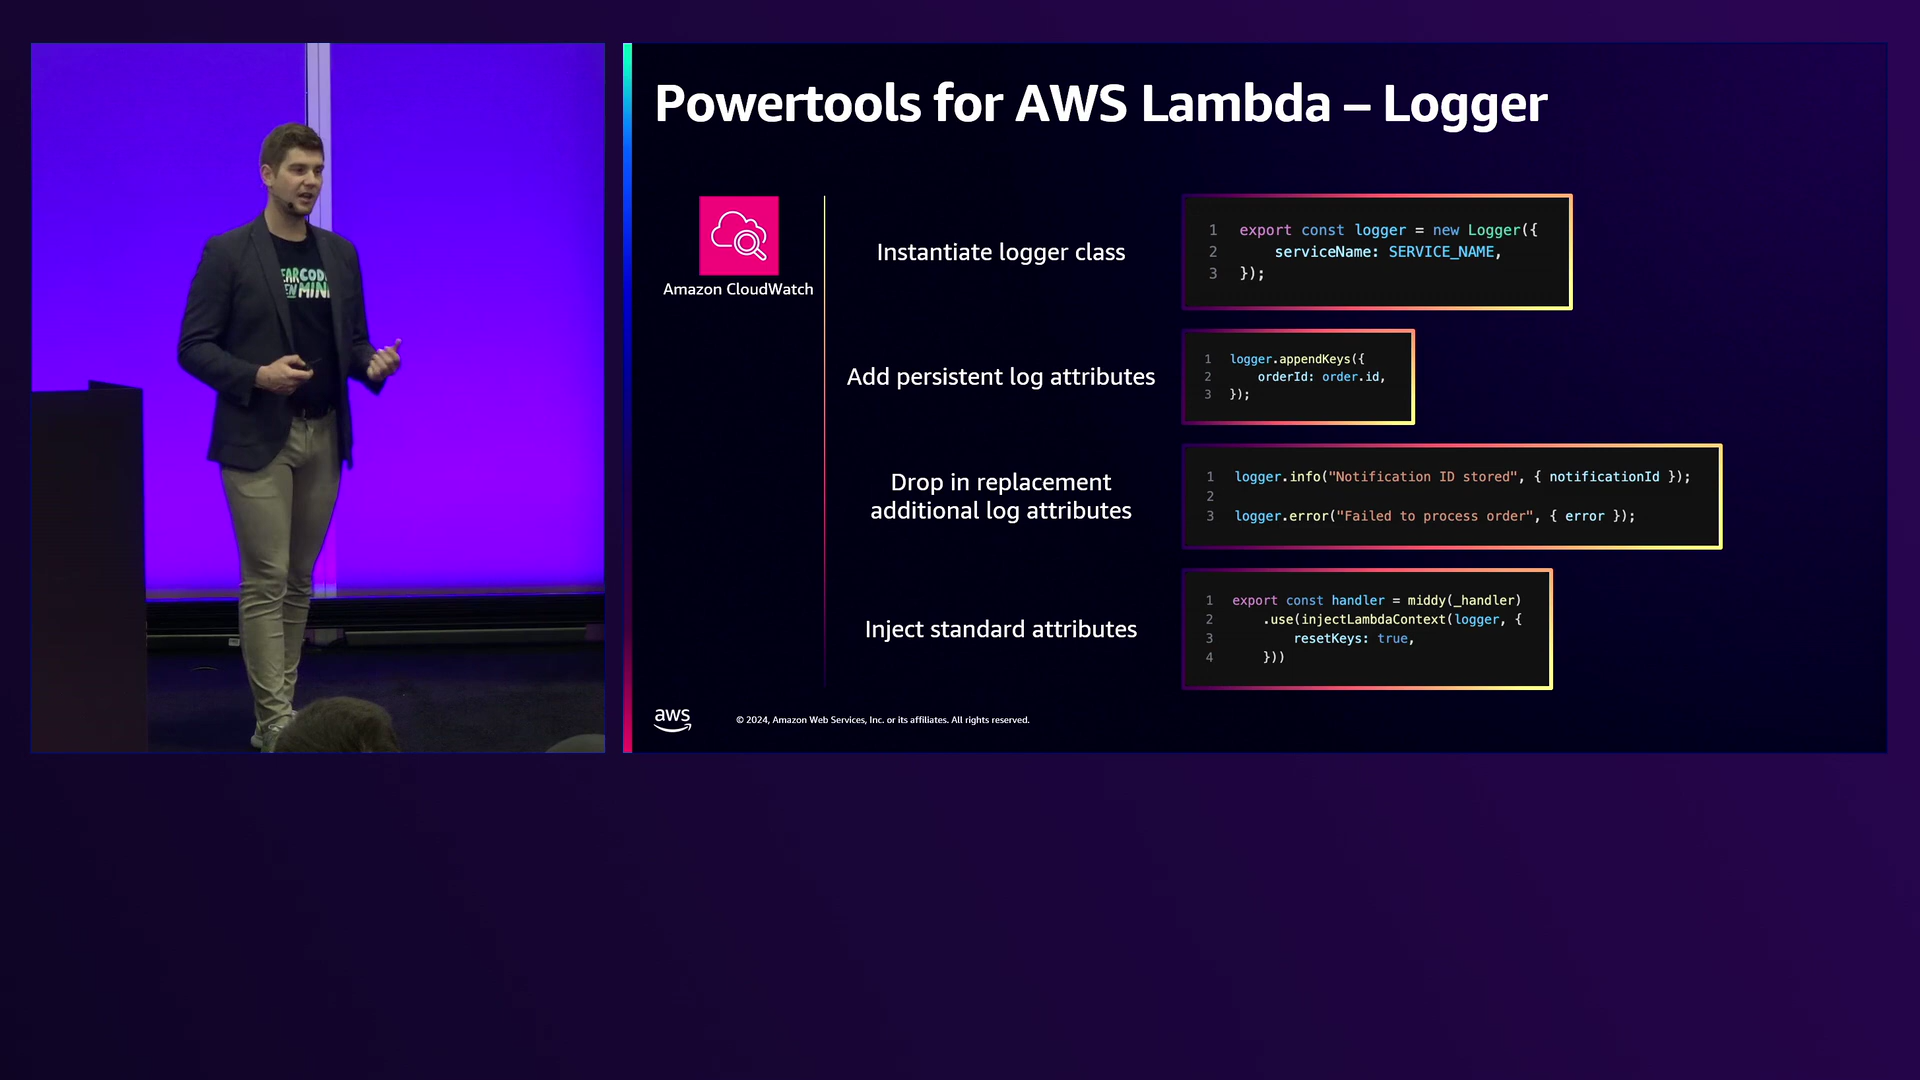 Powertools for AWS Lambda – Logger
Amazon CloudWatch
Instantiate logger class
1 export const logger = new Logger({
2     serviceName: SERVICE_NAME,
3 });
Add persistent log attributes
1 logger.appendKeys({
2     orderId: order.id,
3 });
Drop in replacement
additional log attributes
1 logger.info("Notification ID stored", { notificationId });
2
3 logger.error("Failed to process order", { error });
Inject standard attributes
1 export const handler = middy(_handler)
2     .use(injectLambdaContext(logger, {
3         resetKeys: true,
4     }))
aws
© 2024, Amazon Web Services, Inc. or its affiliates. All rights reserved.